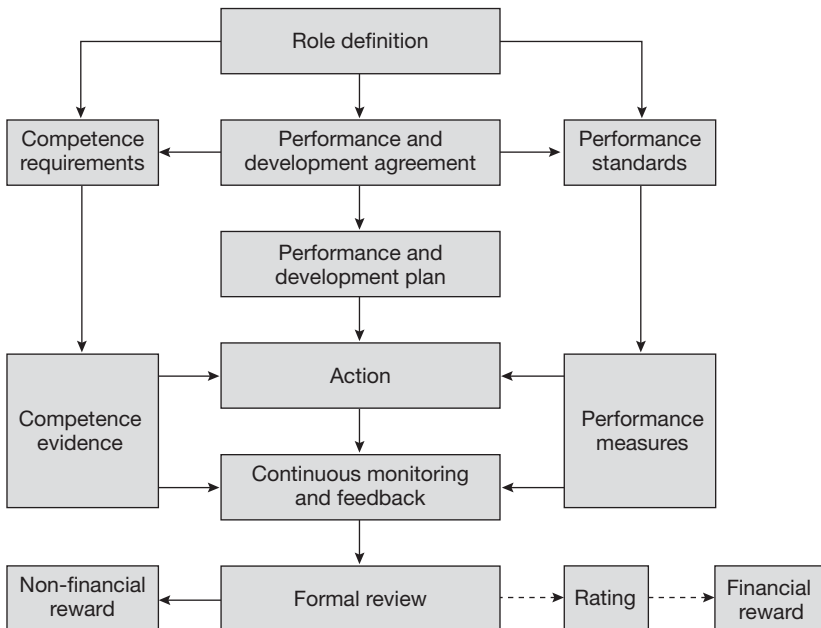 Role definition
Competence
requirements
Performance and
development agreement
Performance
standards
Performance and
development plan
Action
Competence
evidence
Performance
measures
Continuous monitoring
and feedback
Non-financial
reward
Formal review
Rating
Financial
reward